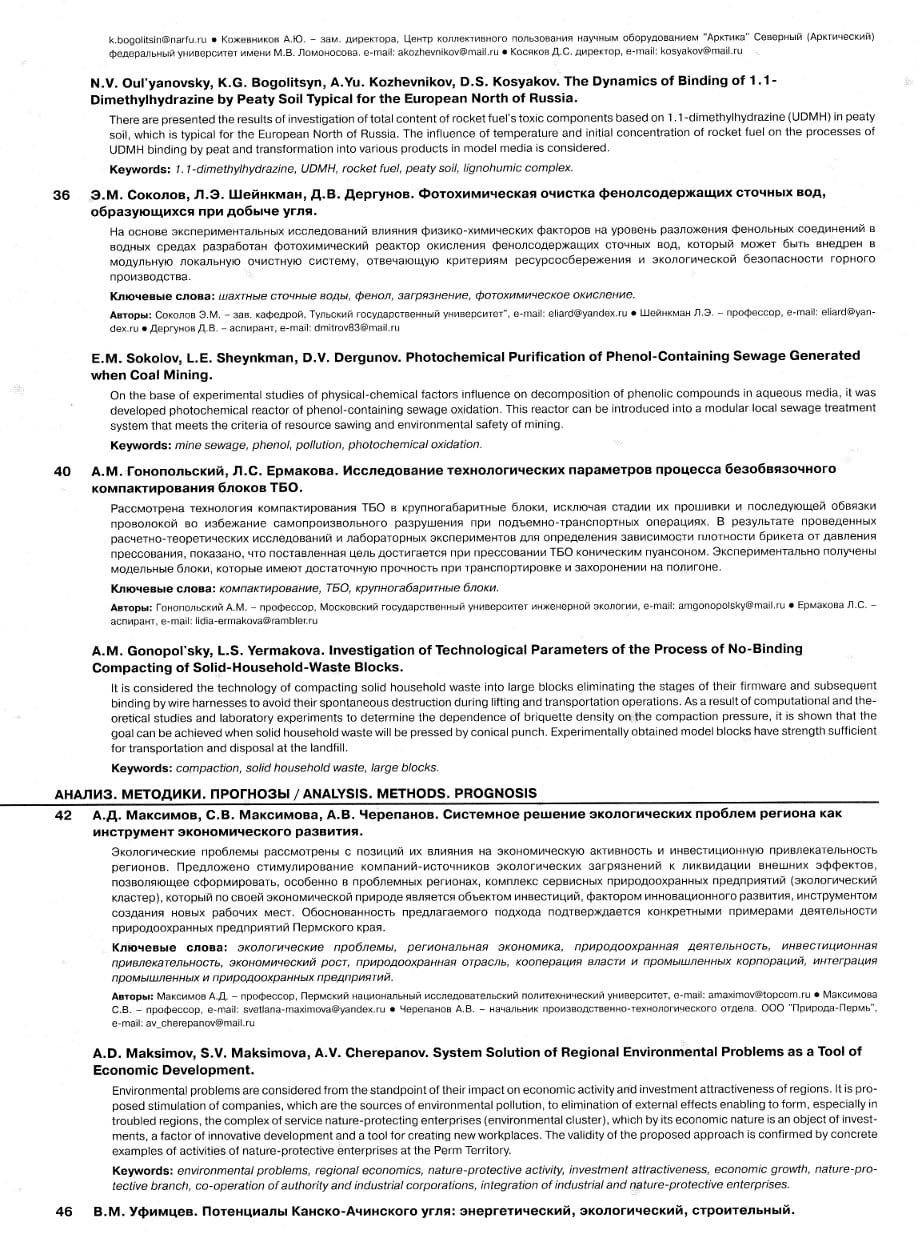 k.bogolitsin@narfu.ru ● Кожевников А.Ю. – зам. директора, Центр коллективного пользования научным оборудованием "Арктика" Северный (Арктический)
федеральный университет имени М.В. Ломоносова. e-mail: akozhevnikov@mail.ru ● Косяков Д.С. директор, e-mail: kosyakov@mail.ru
N.V. Oul'yanovsky, K.G. Bogolitsyn, A.Yu. Kozhevnikov, D.S. Kosyakov. The Dynamics of Binding of 1.1-
Dimethylhydrazine by Peaty Soil Typical for the European North of Russia.
There are presented the results of investigation of total content of rocket fuel's toxic components based on 1.1-dimethylhydrazine (UDMH) in peaty
soil, which is typical for the European North of Russia. The influence of temperature and initial concentration of rocket fuel on the processes of
UDMH binding by peat and transformation into various products in model media is considered.
Keywords: 1.1-dimethylhydrazine, UDMH, rocket fuel, peaty soil, lignohumic complex.
36 Э.М. Соколов, Л.Э. Шейнкман, Д.В. Дергунов. Фотохимическая очистка фенолсодержащих сточных вод,
образующихся при добыче угля.
На основе экспериментальных исследований влияния физико-химических факторов на уровень разложения фенольных соединений в
водных средах разработан фотохимический реактор окисления фенолсодержащих сточных вод, который может быть внедрен в
модульную локальную очистную систему, отвечающую критериям ресурсосбережения и экологической безопасности горного
производства.
Ключевые слова: шахтные сточные воды, фенол, загрязнение, фотохимическое окисление.
Авторы: Соколов Э.М. – зав. кафедрой, Тульский государственный университет", e-mail: eliard@yandex.ru ● Шейнкман Л.Э. – профессор, e-mail: eliard@yan-
dex.ru ● Дергунов Д.В. – аспирант, e-mail: dmitrov83@mail.ru
E.M. Sokolov, L.E. Sheynkman, D.V. Dergunov. Photochemical Purification of Phenol-Containing Sewage Generated
when Coal Mining.
On the base of experimental studies of physical-chemical factors influence on decomposition of phenolic compounds in aqueous media, it was
developed photochemical reactor of phenol-containing sewage oxidation. This reactor can be introduced into a modular local sewage treatment
system that meets the criteria of resource sawing and environmental safety of mining.
Keywords: mine sewage, phenol, pollution, photochemical oxidation.
40 А.М. Гонопольский, Л.С. Ермакова. Исследование технологических параметров процесса безобвязочного
компактирования блоков ТБО.
Рассмотрена технология компактирования ТБО в крупногабаритные блоки, исключая стадии их прошивки и последующей обвязки
проволокой во избежание самопроизвольного разрушения при подъемно-транспортных операциях. В результате проведенных
расчетно-теоретических исследований и лабораторных экспериментов для определения зависимости плотности брикета от давления
прессования, показано, что поставленная цель достигается при прессовании ТБО коническим пуансоном. Экспериментально получены
модельные блоки, которые имеют достаточную прочность при транспортировке и захоронении на полигоне.
Ключевые слова: компактирование, ТБО, крупногабаритные блоки.
Авторы: Гонопольский А.М. – профессор, Московский государственный университет инженерной экологии, e-mail: amgonopolsky@mail.ru ● Ермакова Л.С. –
аспирант, e-mail: lidia-ermakova@rambler.ru
A.M. Gonopol'sky, L.S. Yermakova. Investigation of Technological Parameters of the Process of No-Binding
Compacting of Solid-Household-Waste Blocks.
It is considered the technology of compacting solid household waste into large blocks eliminating the stages of their firmware and subsequent
binding by wire harnesses to avoid their spontaneous destruction during lifting and transportation operations. As a result of computational and the-
oretical studies and laboratory experiments to determine the dependence of briquette density on the compaction pressure, it is shown that the
goal can be achieved when solid household waste will be pressed by conical punch. Experimentally obtained model blocks have strength sufficient
for transportation and disposal at the landfill.
Keywords: compaction, solid household waste, large blocks.
АНАЛИЗ. МЕТОДИКИ. ПРОГНОЗЫ / ANALYSIS. METHODS. PROGNOSIS
42 А.Д. Максимов, С.В. Максимова, А.В. Черепанов. Системное решение экологических проблем региона как
инструмент экономического развития.
Экологические проблемы рассмотрены с позиций их влияния на экономическую активность и инвестиционную привлекательность
регионов. Предложено стимулирование компаний-источников экологических загрязнений к ликвидации внешних эффектов,
позволяющее сформировать, особенно в проблемных регионах, комплекс сервисных природоохранных предприятий (экологический
кластер), который по своей экономической природе является объектом инвестиций, фактором инновационного развития, инструментом
создания новых рабочих мест. Обоснованность предлагаемого подхода подтверждается конкретными примерами деятельности
природоохранных предприятий Пермского края.
Ключевые слова: экологические проблемы, региональная экономика, природоохранная деятельность, инвестиционная
привлекательность, экономический рост, природоохранная отрасль, кооперация власти и промышленных корпораций, интеграция
промышленных и природоохранных предприятий.
Авторы: Максимов А.Д. – профессор, Пермский национальный исследовательский политехнический университет, e-mail: amaximov@topcom.ru ● Максимова
С.В. – профессор, e-mail: svetlana-maximova@yandex.ru ● Черепанов А.В. – начальник производственно-технологического отдела. ООО "Природа-Пермь",
e-mail: av_cherepanov@mail.ru
A.D. Maksimov, S.V. Maksimova, A.V. Cherepanov. System Solution of Regional Environmental Problems as a Tool of
Economic Development.
Environmental problems are considered from the standpoint of their impact on economic activity and investment attractiveness of regions. It is pro-
posed stimulation of companies, which are the sources of environmental pollution, to elimination of external effects enabling to form, especially in
troubled regions, the complex of service nature-protecting enterprises (environmental cluster), which by its economic nature is an object of invest-
ments, a factor of innovative development and a tool for creating new workplaces. The validity of the proposed approach is confirmed by concrete
examples of activities of nature-protective enterprises at the Perm Territory.
Keywords: environmental problems, regional economics, nature-protective activity, investment attractiveness, economic growth, nature-pro-
tective branch, co-operation of authority and industrial corporations, integration of industrial and nature-protective enterprises.
46 В.М. Уфимцев. Потенциалы Канско-Ачинского угля: энергетический, экологический, строительный.